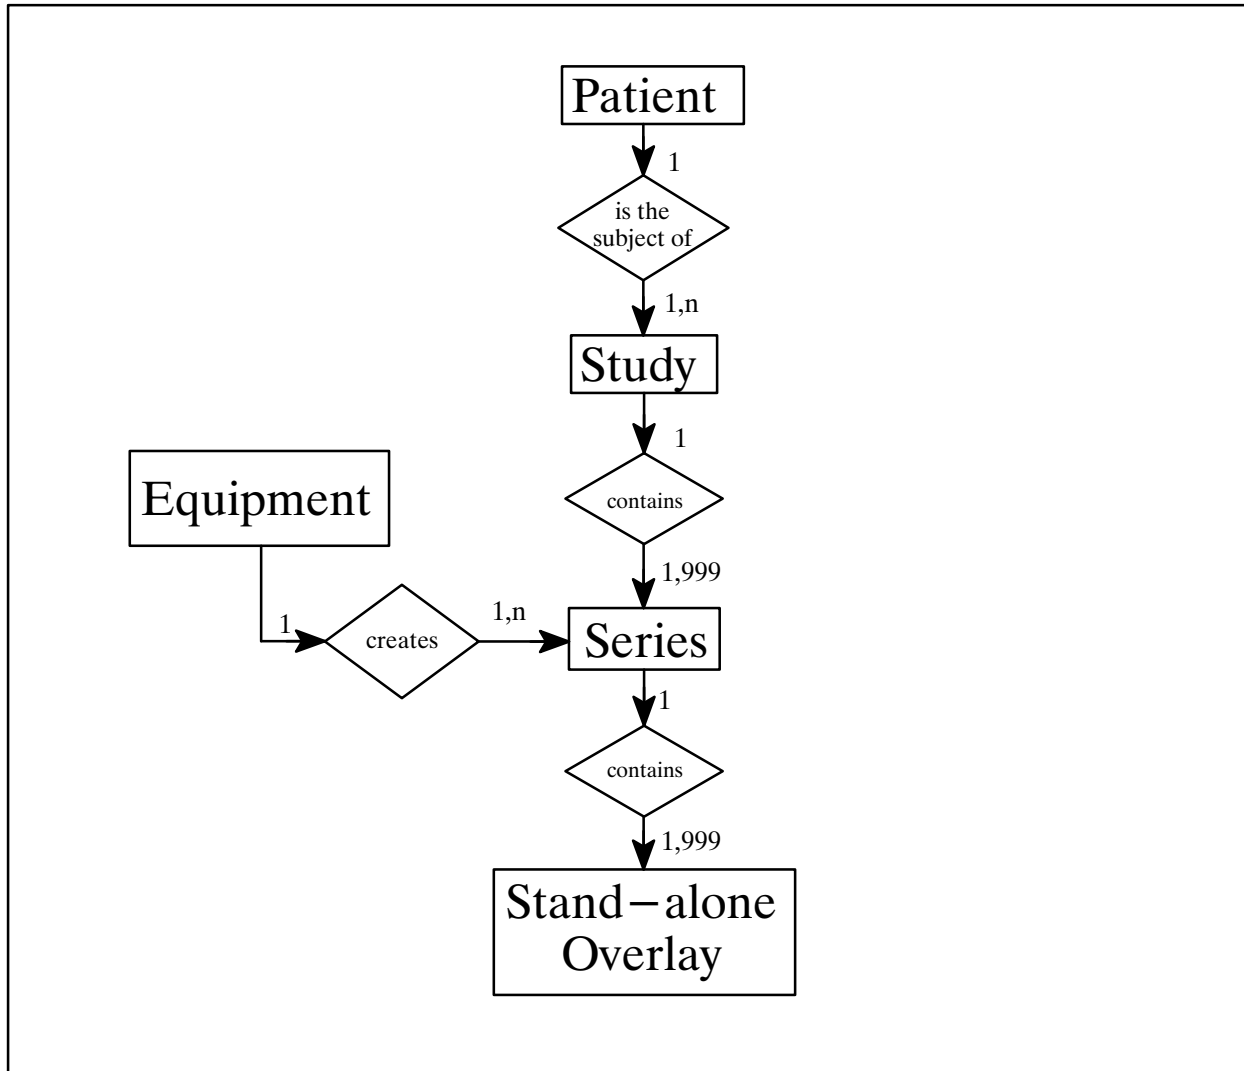 Patient
1
is the
subject of
1,n
Study
1
Equipment
contains
1,999
1
creates
1,n
Series
1
contains
1,999
Stand−alone
Overlay